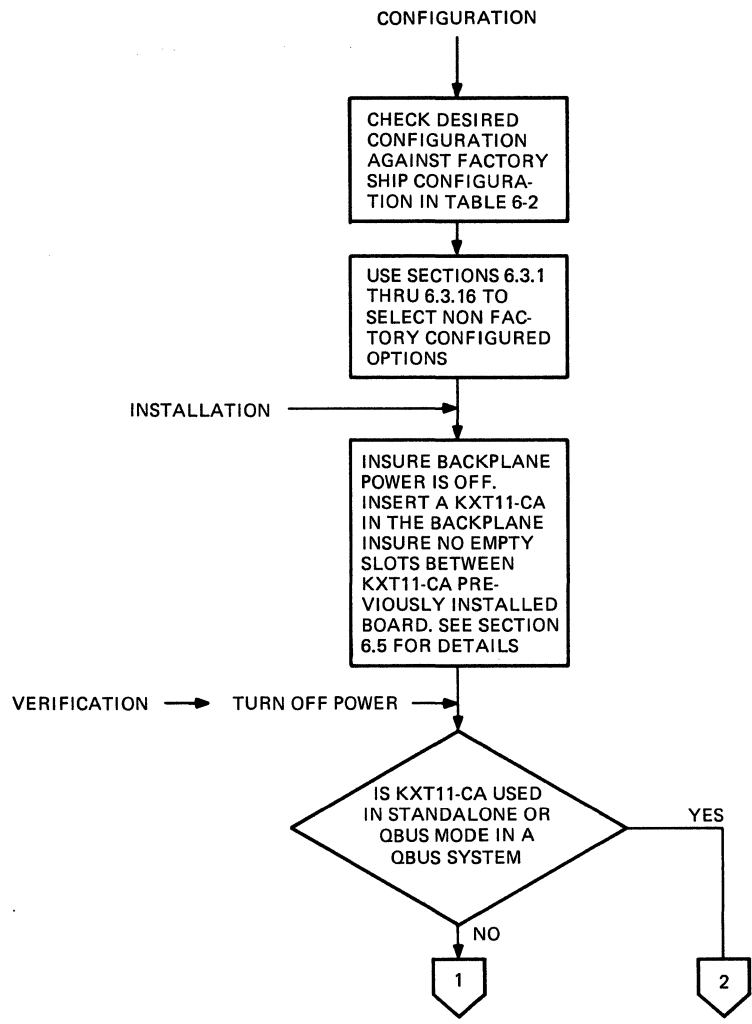 CONFIGURATION
CHECK DESIRED
CONFIGURATION
AGAINST FACTORY
SHIP CONFIGURA-
TION IN TABLE 6-2
USE SECTIONS 6.3.1
THRU 6.3.16 TO
SELECT NON FAC-
TORY CONFIGURED
OPTIONS
INSTALLATION
INSURE BACKPLANE
POWER IS OFF.
INSERT A KXT11-CA
IN THE BACKPLANE
INSURE NO EMPTY
SLOTS BETWEEN
KXT11-CA PRE-
VIOUSLY INSTALLED
BOARD. SEE SECTION
6.5 FOR DETAILS
VERIFICATION
TURN OFF POWER
IS KXT11-CA USED
IN STANDALONE OR
QBUS MODE IN A
QBUS SYSTEM
YES
NO
1
2